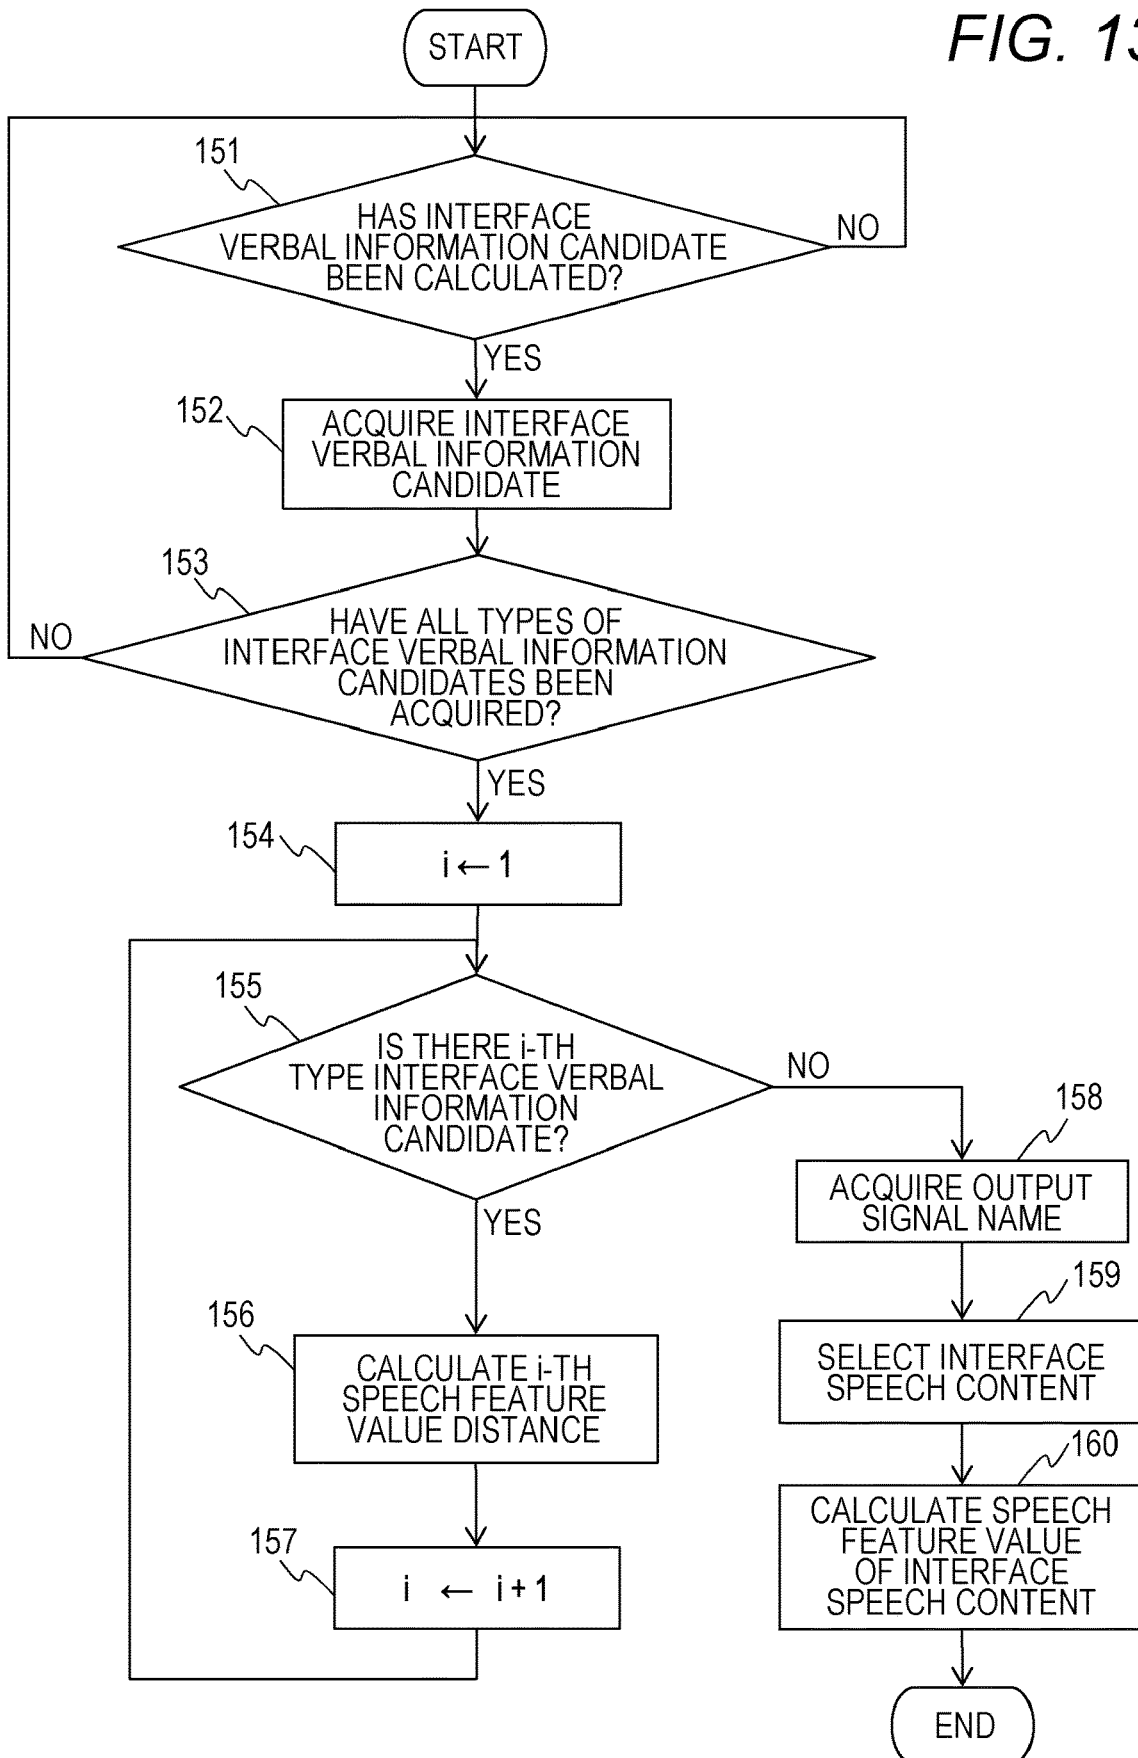 START
FIG. 13
151
HAS INTERFACE
VERBAL INFORMATION CANDIDATE
BEEN CALCULATED?
NO
YES
152
ACQUIRE INTERFACE
VERBAL INFORMATION
CANDIDATE
153
NO
HAVE ALL TYPES OF
INTERFACE VERBAL INFORMATION
CANDIDATES BEEN
ACQUIRED?
YES
154
i ← 1
155
IS THERE i-TH
TYPE INTERFACE VERBAL
INFORMATION
CANDIDATE?
NO
YES
156
CALCULATE i-TH
SPEECH FEATURE
VALUE DISTANCE
157
i ← i + 1
158
ACQUIRE OUTPUT
SIGNAL NAME
159
SELECT INTERFACE
SPEECH CONTENT
160
CALCULATE SPEECH
FEATURE VALUE
OF INTERFACE
SPEECH CONTENT
END